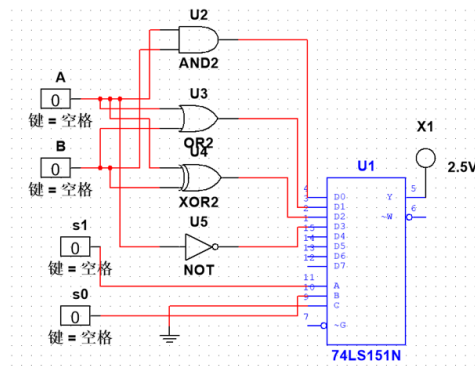 U2
AND2
A
0
键 = 空格
U3
OR2
B
0
键 = 空格
U4
XOR2
s1
0
键 = 空格
U5
NOT
s0
0
键 = 空格
X1
2.5V
U1
4 D0 Y 5
3 D1
2 D2 ~W 6
1 D3
15 D4
14 D5
13 D6
12 D7
11 A
10 B
9 C
7 ~G
74LS151N